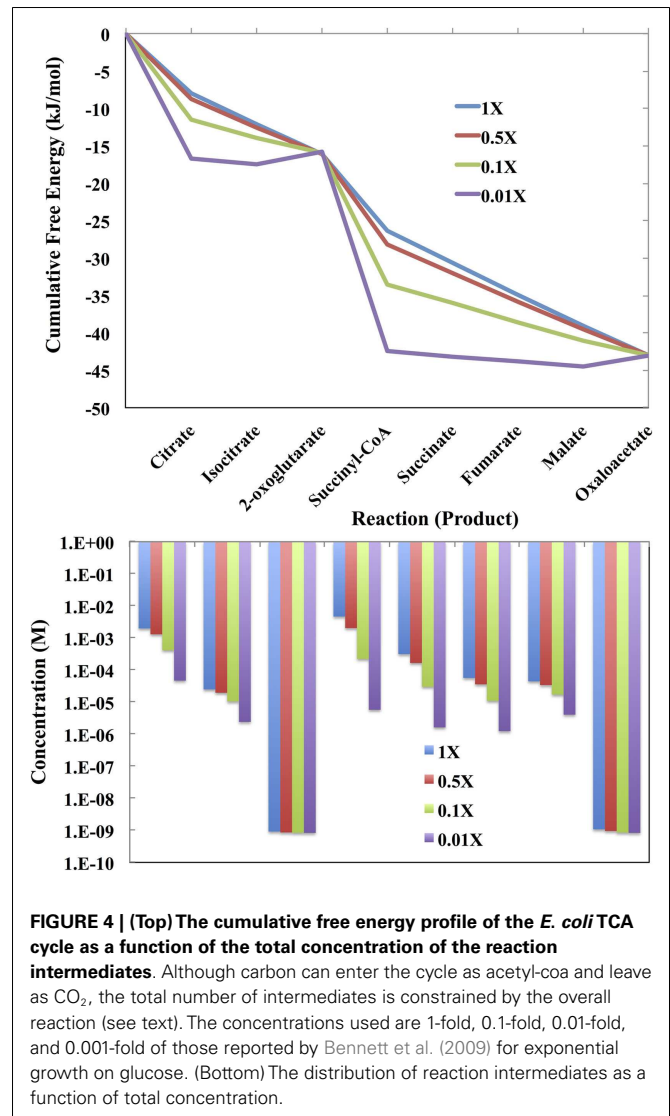 0
-5
-10
-15
-20
-25
-30
-35
-40
-45
-50
Cumulative Free Energy (kJ/mol)
1X
0.5X
0.1X
0.01X
Citrate
Isocitrate
2-oxoglutarate
Succinyl-CoA
Succinate
Fumarate
Malate
Oxaloacetate
Reaction (Product)
1.E+00
1.E-01
1.E-02
1.E-03
1.E-04
1.E-05
1.E-06
1.E-07
1.E-08
1.E-09
1.E-10
Concentration (M)
1X
0.5X
0.1X
0.01X
FIGURE 4 | (Top) The cumulative free energy profile of the E. coli TCA
cycle as a function of the total concentration of the reaction
intermediates. Although carbon can enter the cycle as acetyl-coa and leave
as CO₂, the total number of intermediates is constrained by the overall
reaction (see text). The concentrations used are 1-fold, 0.1-fold, 0.01-fold,
and 0.001-fold of those reported by Bennett et al. (2009) for exponential
growth on glucose. (Bottom) The distribution of reaction intermediates as a
function of total concentration.